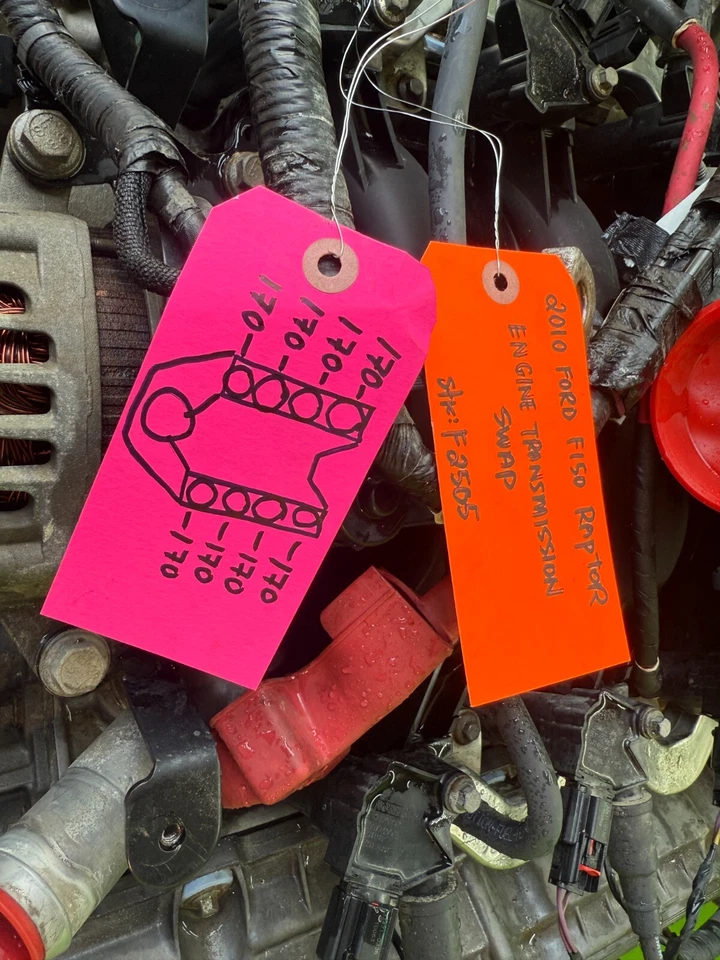 170-
170-
170-
170-
-170
-170
-170
-170
2010 FORD F150 RAPTOR
ENGINE TRANSMISSION
SWAP
stk: F2505